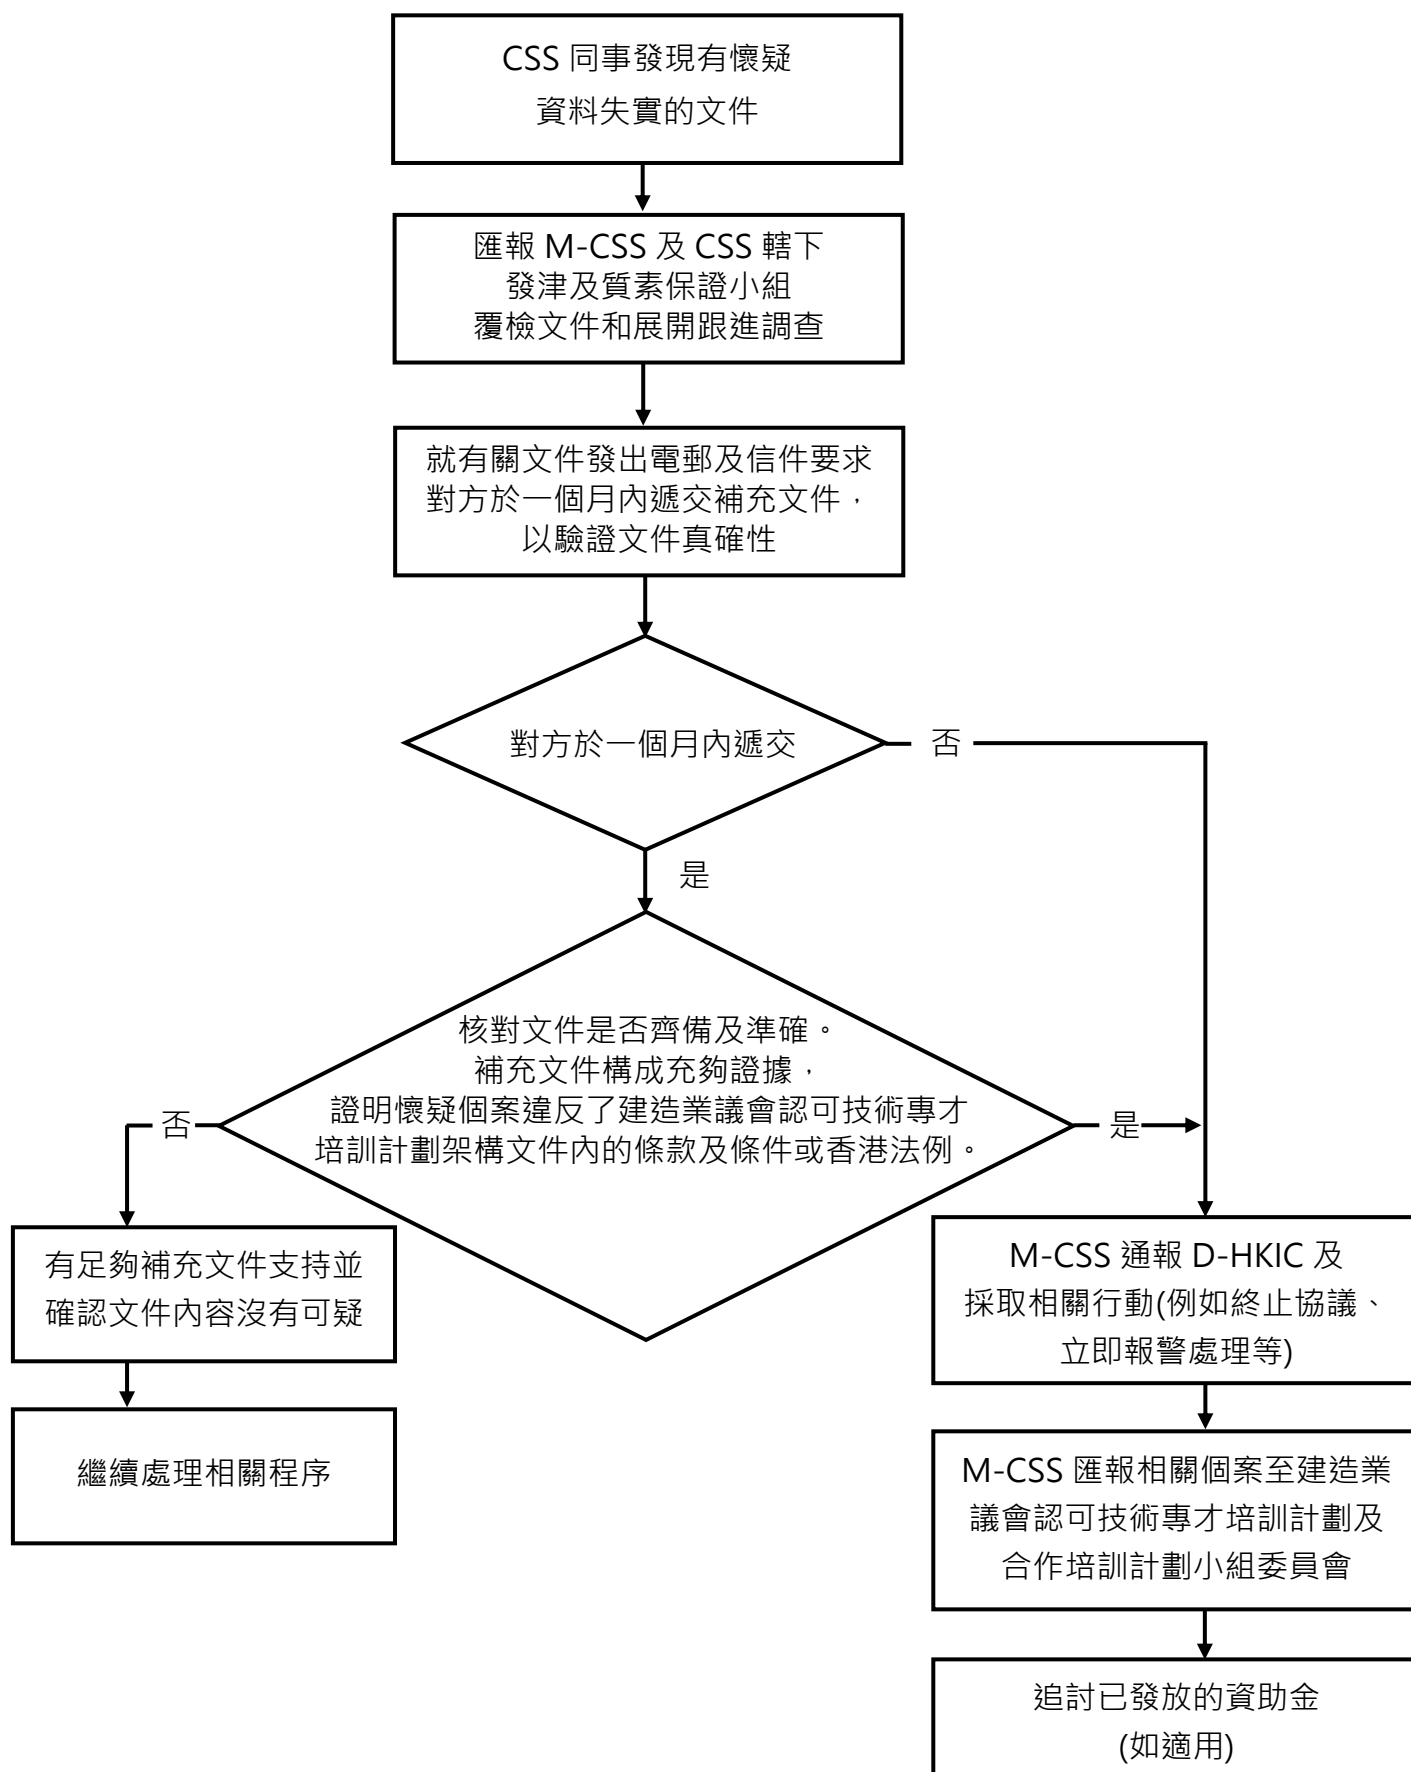 CSS 同事發現有懷疑
資料失實的文件
匯報 M-CSS 及 CSS 轄下
發津及質素保證小組
覆檢文件和展開跟進調查
就有關文件發出電郵及信件要求
對方於一個月內遞交補充文件，
以驗證文件真確性
對方於一個月內遞交
否
是
核對文件是否齊備及準確。
補充文件構成充夠證據，
證明懷疑個案違反了建造業議會認可技術專才
培訓計劃架構文件內的條款及條件或香港法例。
否
是
有足夠補充文件支持並
確認文件內容沒有可疑
繼續處理相關程序
M-CSS 通報 D-HKIC 及
採取相關行動(例如終止協議、
立即報警處理等)
M-CSS 匯報相關個案至建造業
議會認可技術專才培訓計劃及
合作培訓計劃小組委員會
追討已發放的資助金
(如適用)